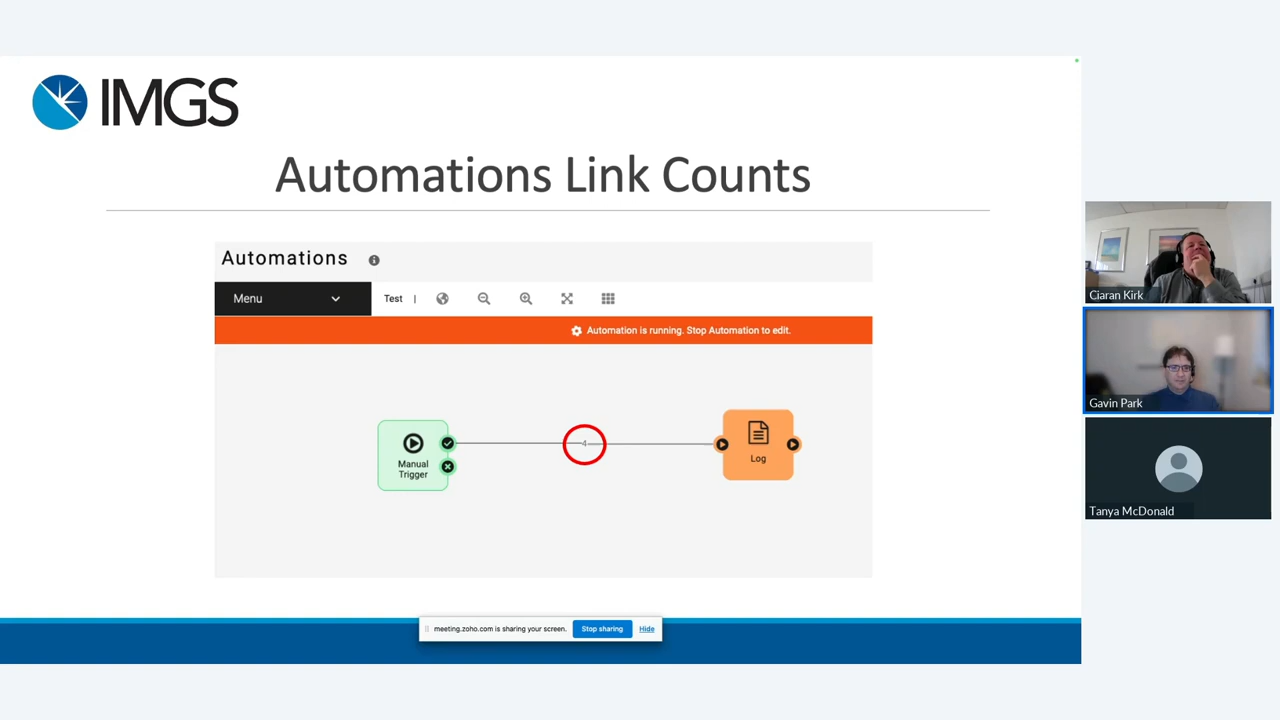 IMGS
Automations Link Counts
Automations
Menu
Test |
Automation is running. Stop Automation to edit.
4
Manual
Trigger
Log
meeting.zoho.com is sharing your screen.
Stop sharing
Hide
Ciaran Kirk
Gavin Park
Tanya McDonald